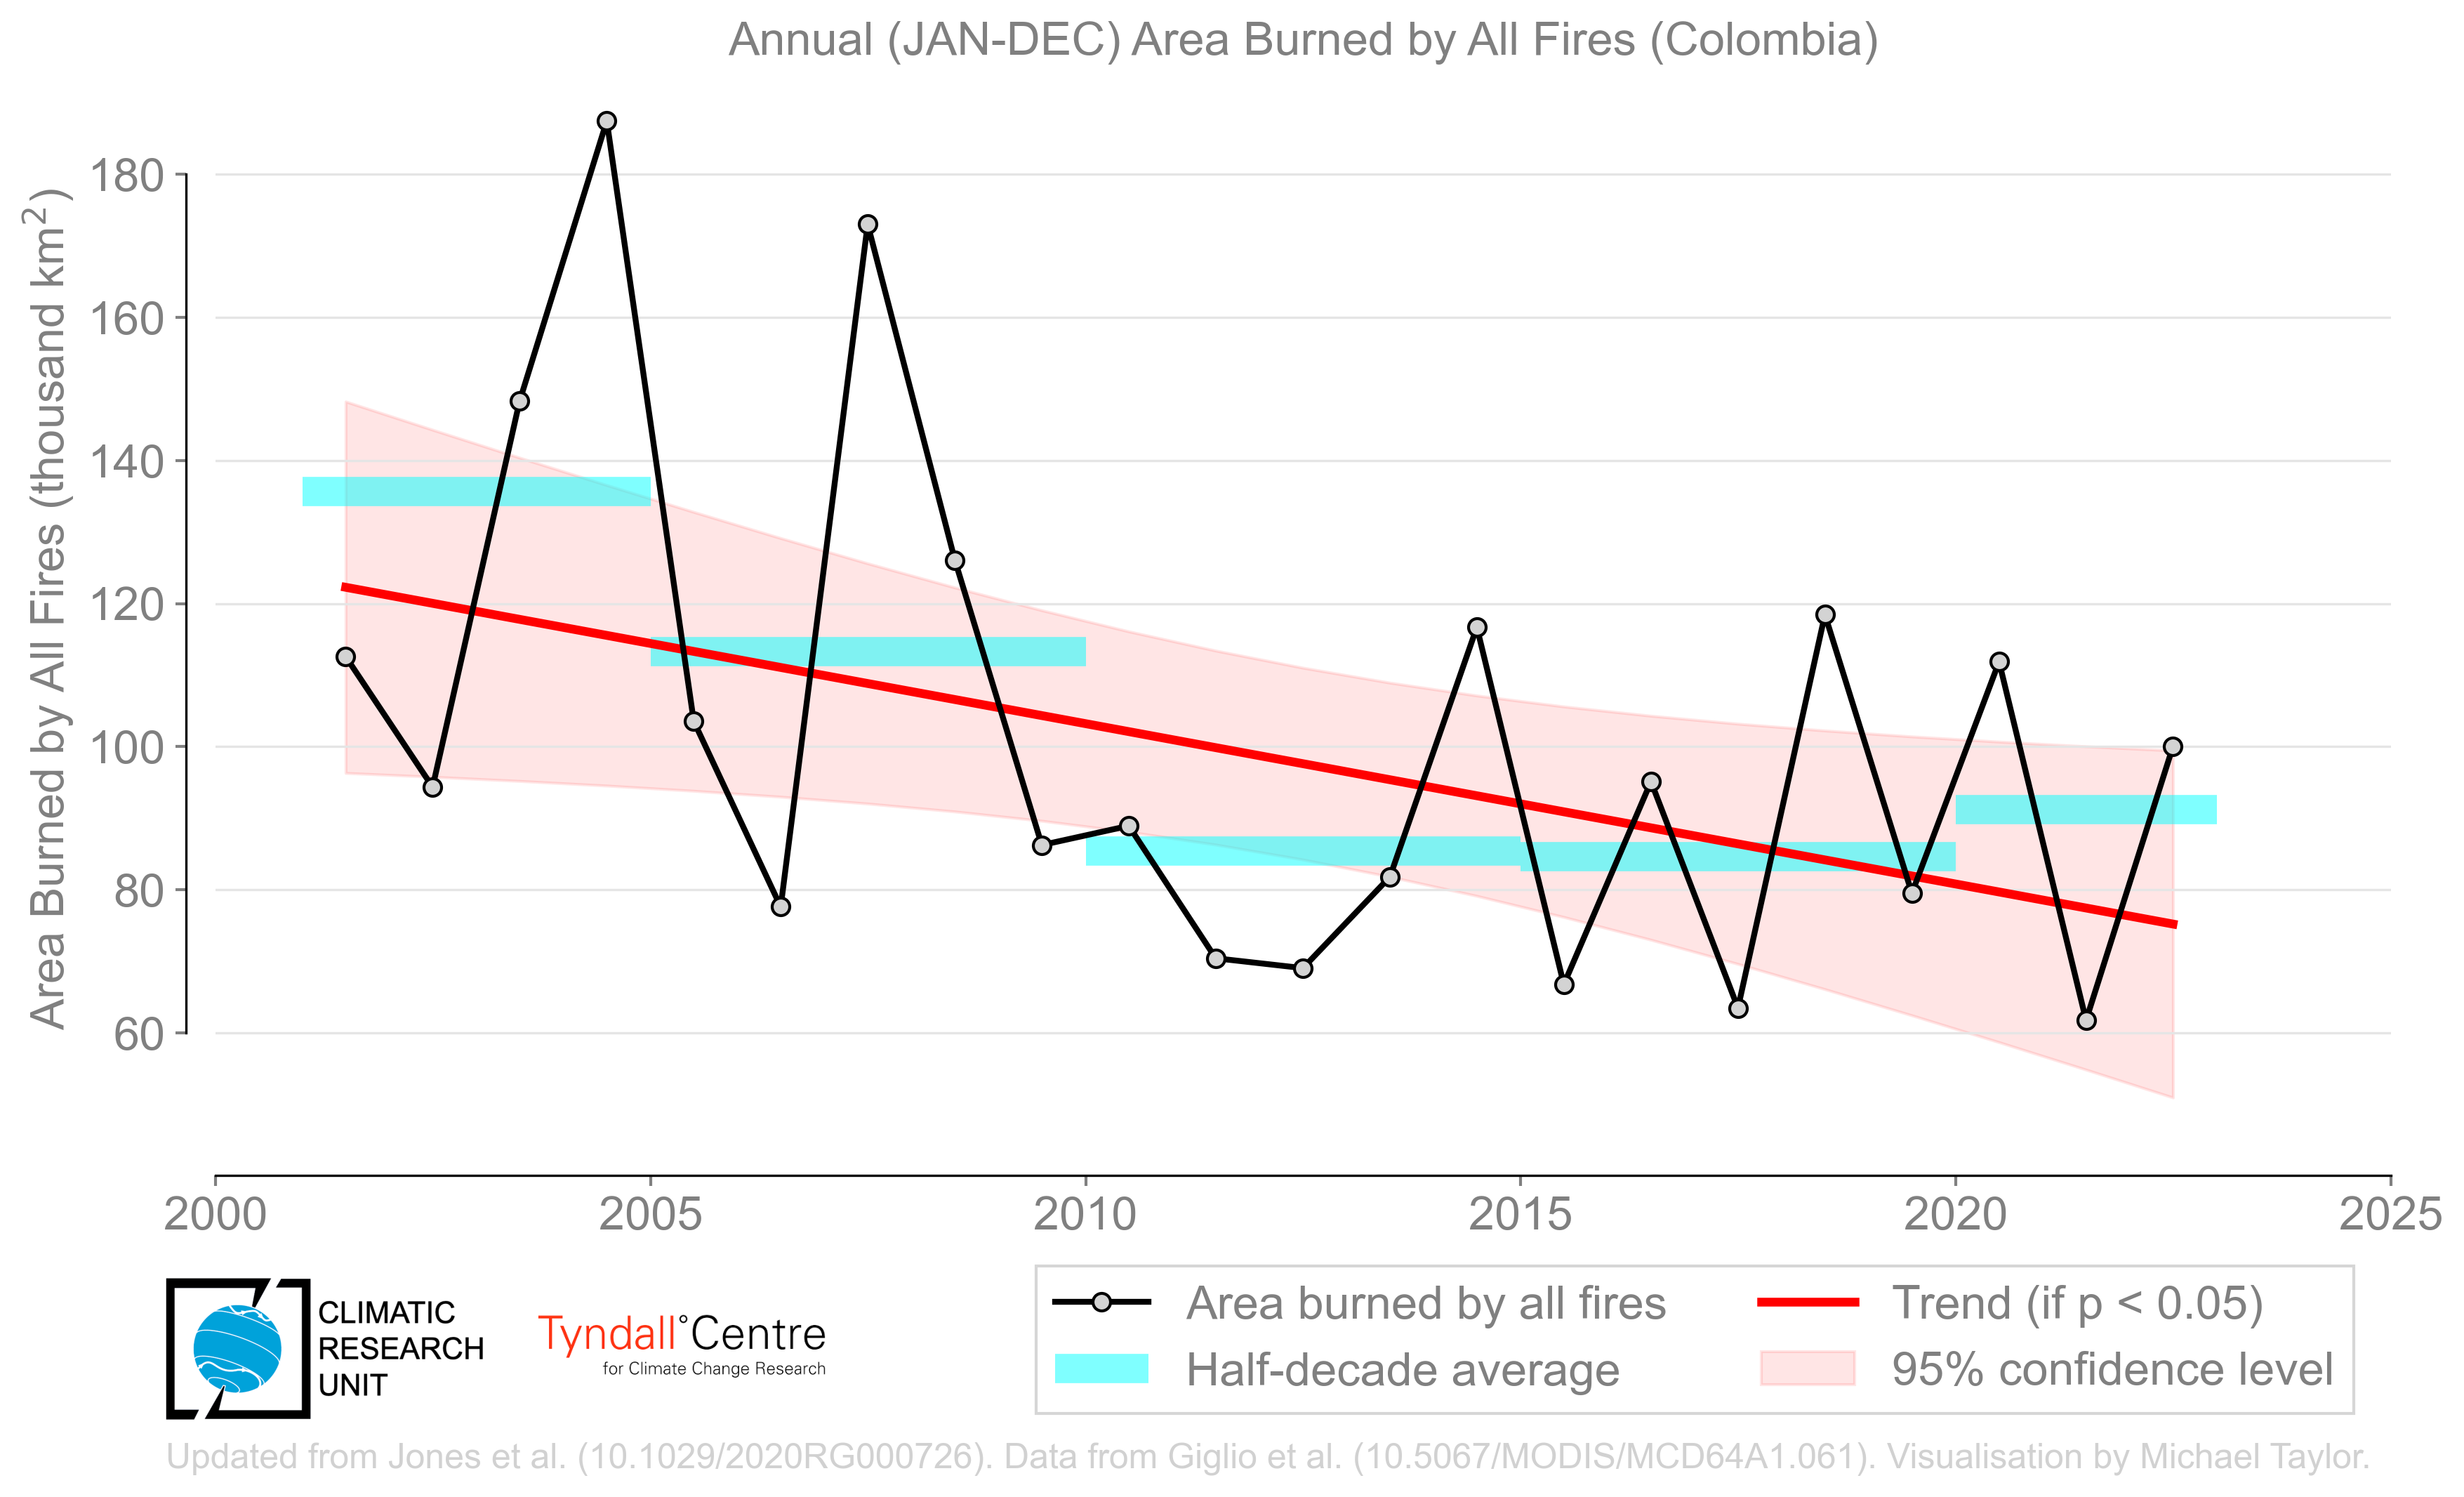 Annual (JAN-DEC) Area Burned by All Fires (Colombia)
Area Burned by All Fires (thousand km²)
180
160
140
120
100
80
60
2000 2005 2010 2015 2020 2025
CLIMATIC
RESEARCH
UNIT
Tyndall°Centre
for Climate Change Research
Area burned by all fires
Half-decade average
Trend (if p < 0.05)
95% confidence level
Updated from Jones et al. (10.1029/2020RG000726). Data from Giglio et al. (10.5067/MODIS/MCD64A1.061). Visualisation by Michael Taylor.